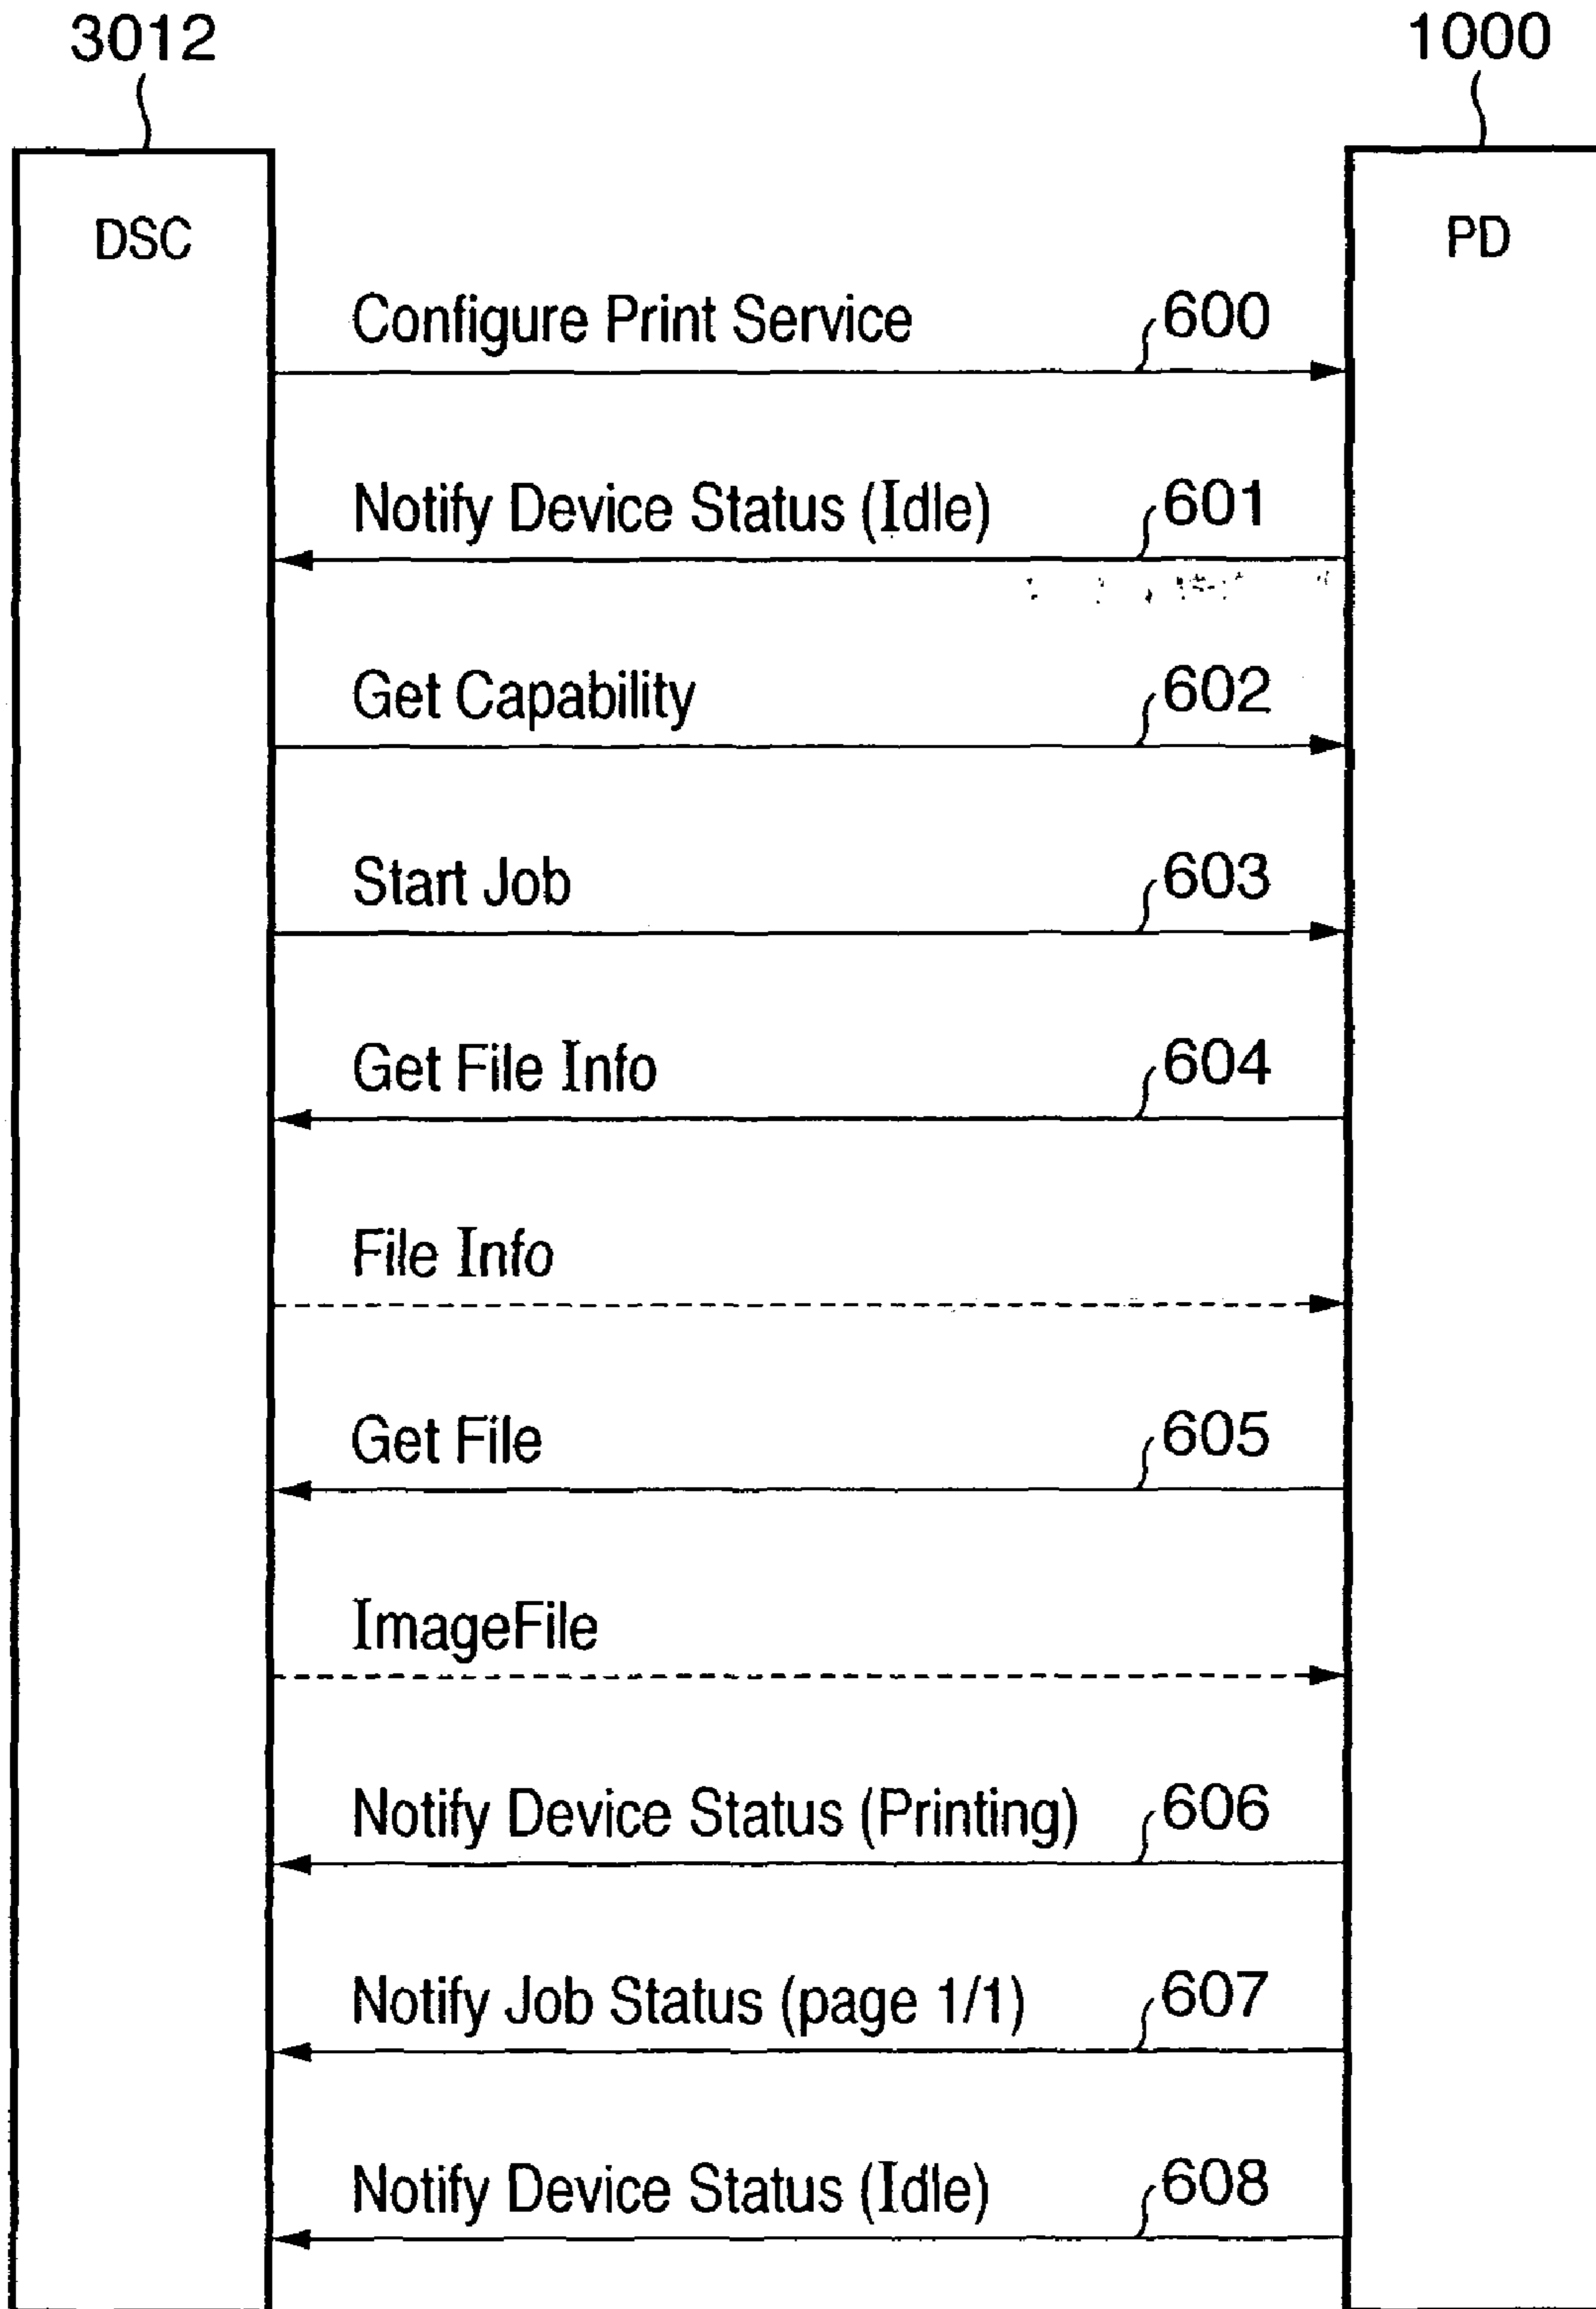 3012 1000
DSC PD
Configure Print Service 600
Notify Device Status (Idle) 601
Get Capability 602
Start Job 603
Get File Info 604
File Info
Get File 605
ImageFile
Notify Device Status (Printing) 606
Notify Job Status (page 1/1) 607
Notify Device Status (Idle) 608